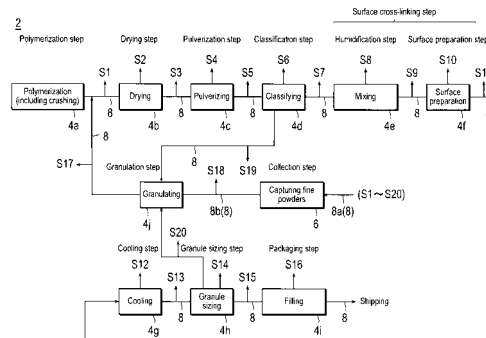 2
Surface cross-linking step
Polymerization step Drying step Pulverization step Classification step Humidification step Surface preparation step
S1 S2 S3 S4 S5 S6 S7 S8 S9 S10 S1
Polymerization (including crushing) Drying Pulverizing Classifying Mixing Surface preparation
4a 8 4b 8 4c 8 4d 8 4e 8 4f
8 8
S17 Granulation step S18 S19 Collection step
Granulating Capturing fine powders (S1~S20)
4j 8b(8) 6 8a(8)
S20
Cooling step Granule sizing step Packaging step
S12 S13 S14 S15 S16
Cooling Granule sizing Filling Shipping
4g 8 4h 8 4i 8